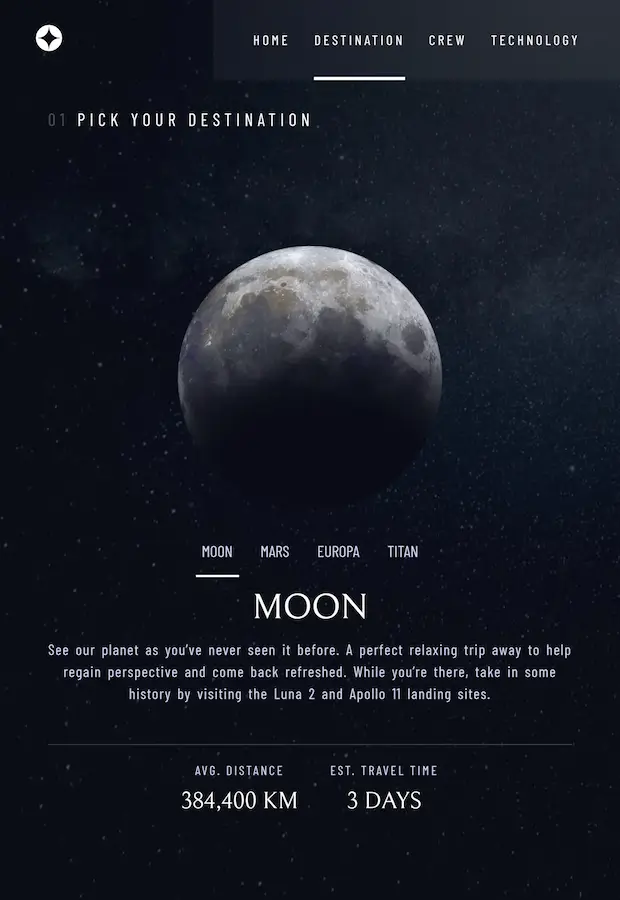 HOME DESTINATION CREW TECHNOLOGY
01 PICK YOUR DESTINATION
MOON MARS EUROPA TITAN
MOON
See our planet as you’ve never seen it before. A perfect relaxing trip away to help
regain perspective and come back refreshed. While you’re there, take in some
history by visiting the Luna 2 and Apollo 11 landing sites.
AVG. DISTANCE EST. TRAVEL TIME
384,400 KM 3 DAYS